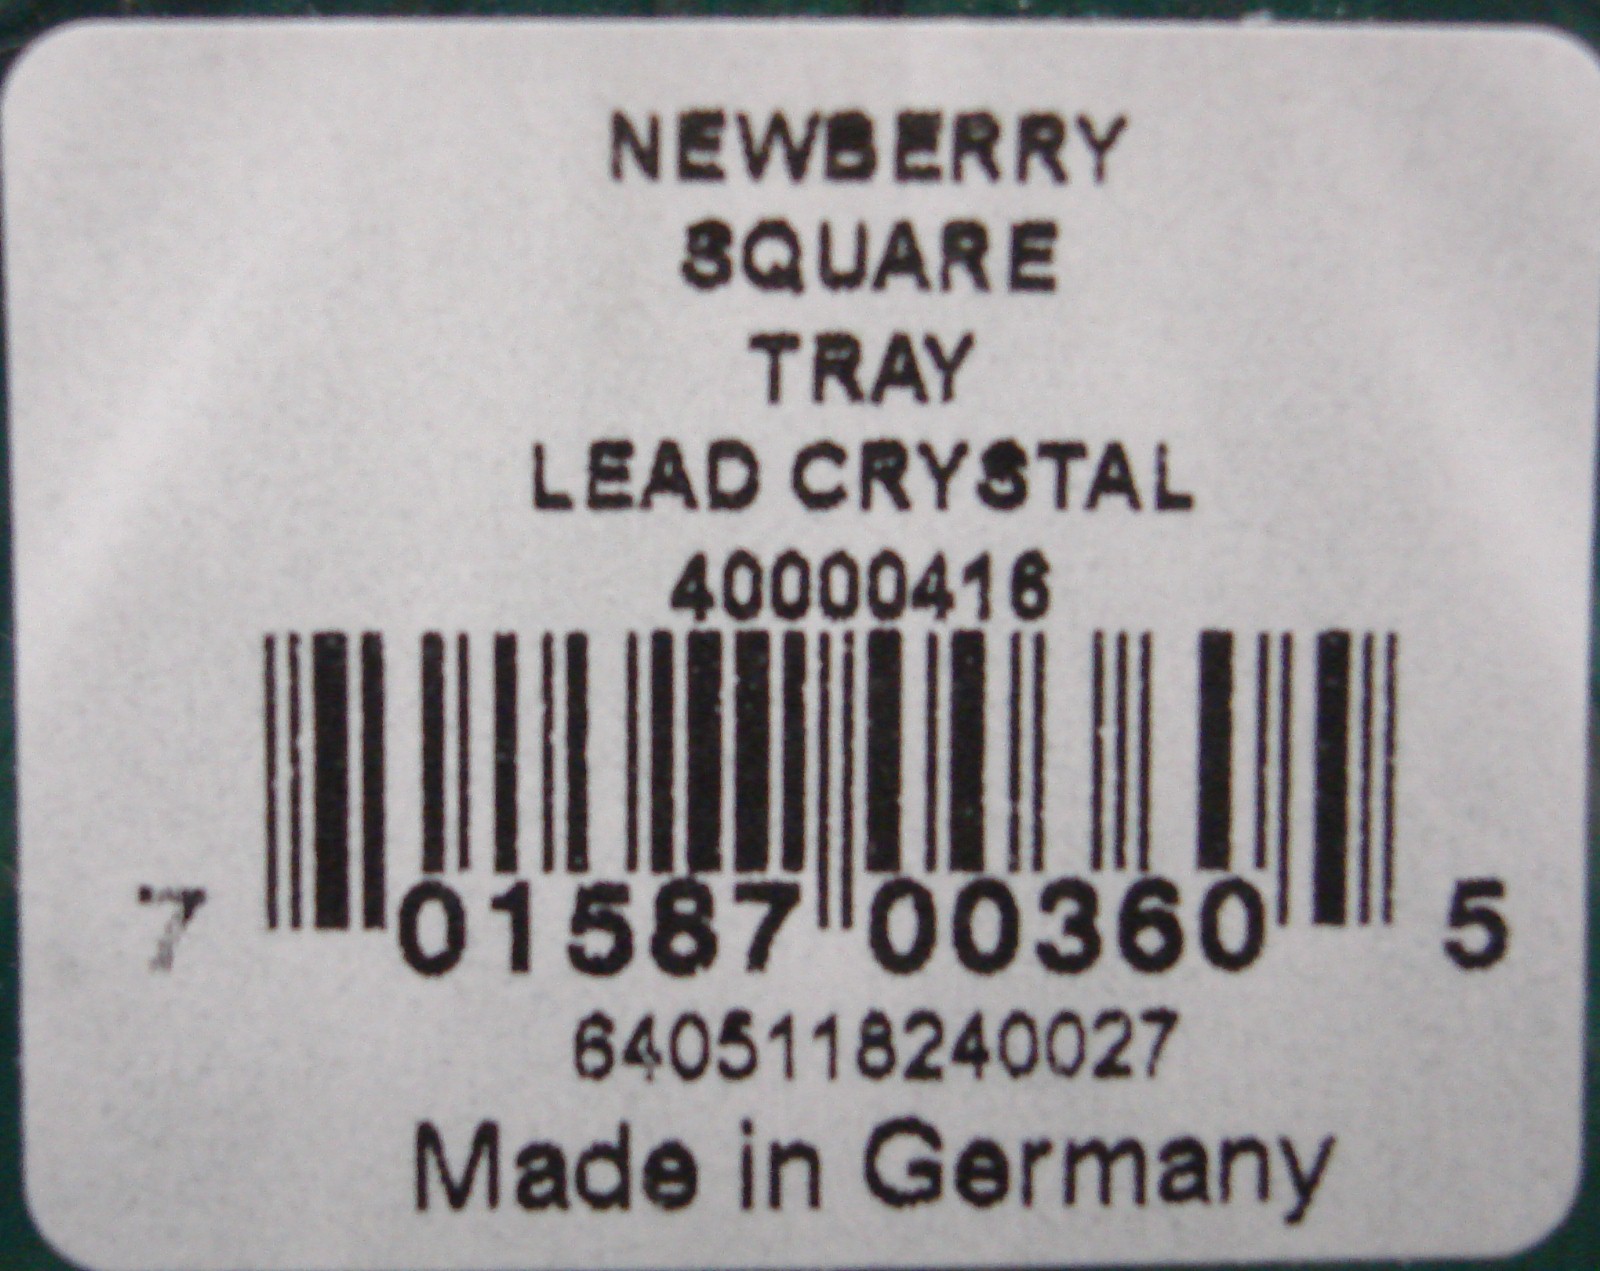 NEWBERRY
SQUARE
TRAY
LEAD CRYSTAL
40000416
7 01587 00360 5
6405118240027
Made in Germany